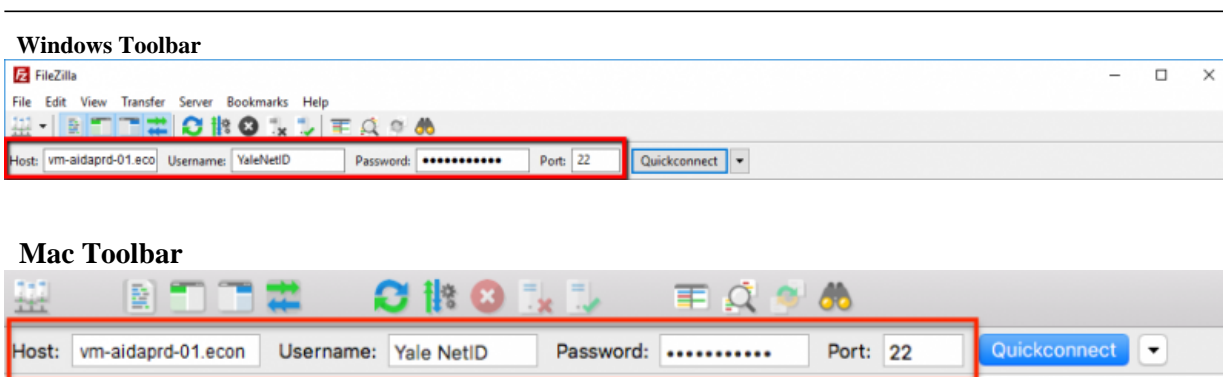 Windows Toolbar
FileZilla
File Edit View Transfer Server Bookmarks Help
Host: vm-aidaprd-01.eco Username: YaleNetID Password: ●●●●●●●●●●● Port: 22 Quickconnect
Mac Toolbar
Host: vm-aidaprd-01.econ Username: Yale NetID Password: ●●●●●●●●●●● Port: 22 Quickconnect